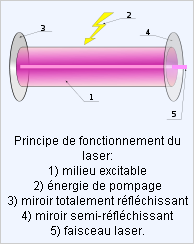 3
2
4
1
5
Principe de fonctionnement du
laser:
1) milieu excitable
2) énergie de pompage
3) miroir totalement réfléchissant
4) miroir semi-réfléchissant
5) faisceau laser.